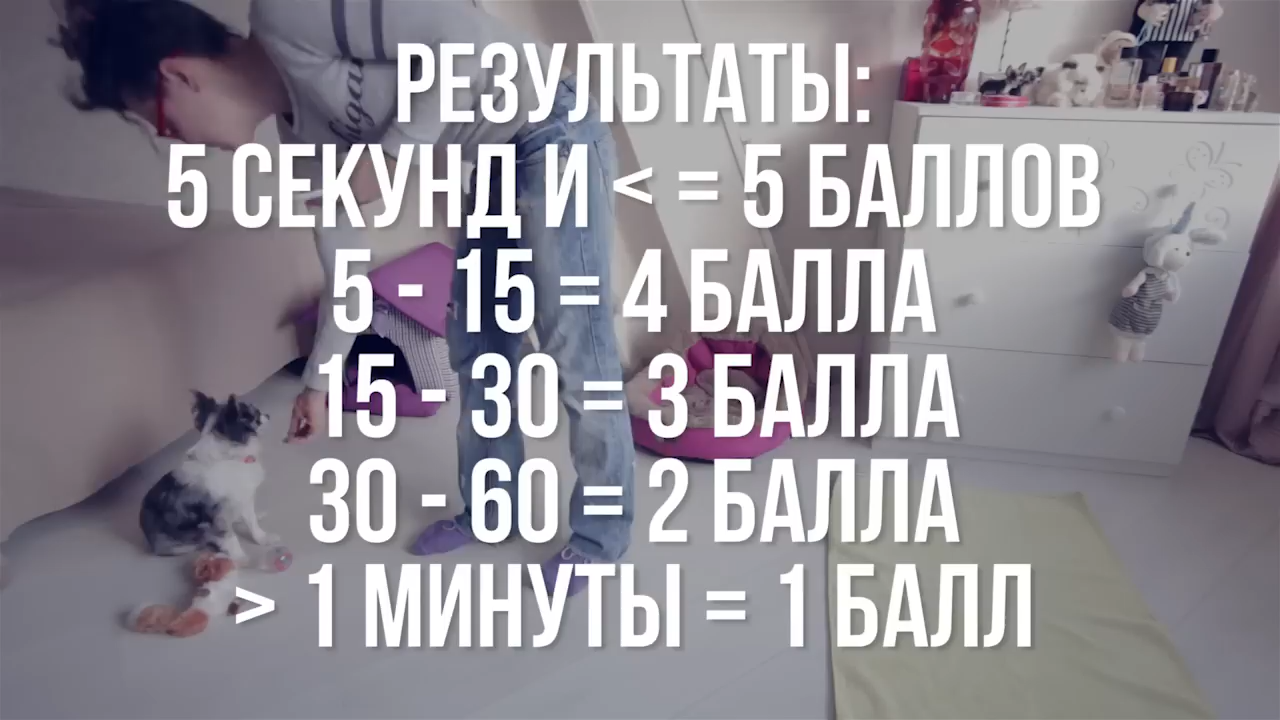 РЕЗУЛЬТАТЫ:
5 СЕКУНД И < = 5 БАЛЛОВ
5 - 15 = 4 БАЛЛА
15 - 30 = 3 БАЛЛА
30 - 60 = 2 БАЛЛА
> 1 МИНУТЫ = 1 БАЛЛ